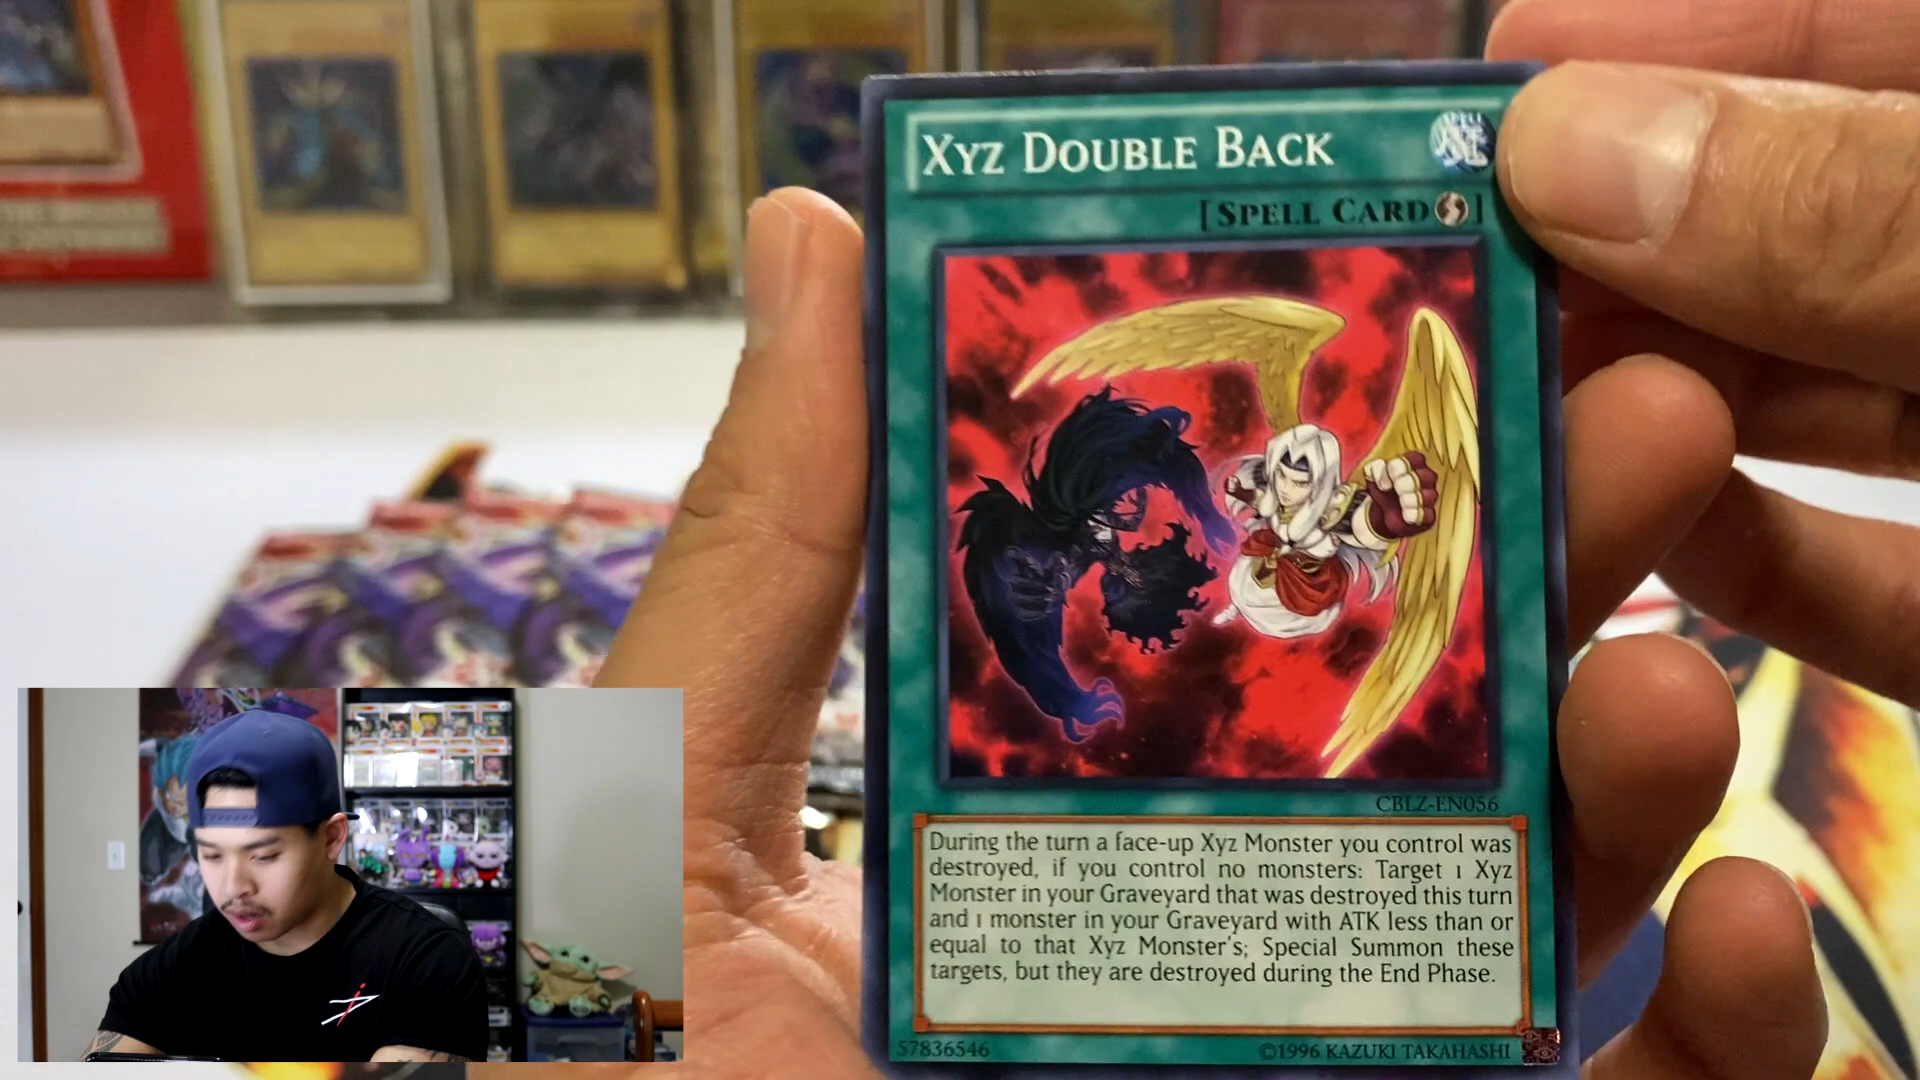 Xyz Double Back
[Spell Card]
CBLZ-EN056
During the turn a face-up Xyz Monster you control was
destroyed, if you control no monsters: Target 1 Xyz
Monster in your Graveyard that was destroyed this turn
and 1 monster in your Graveyard with ATK less than or
equal to that Xyz Monster's; Special Summon these
targets, but they are destroyed during the End Phase.
57836546
©1996 KAZUKI TAKAHASHI